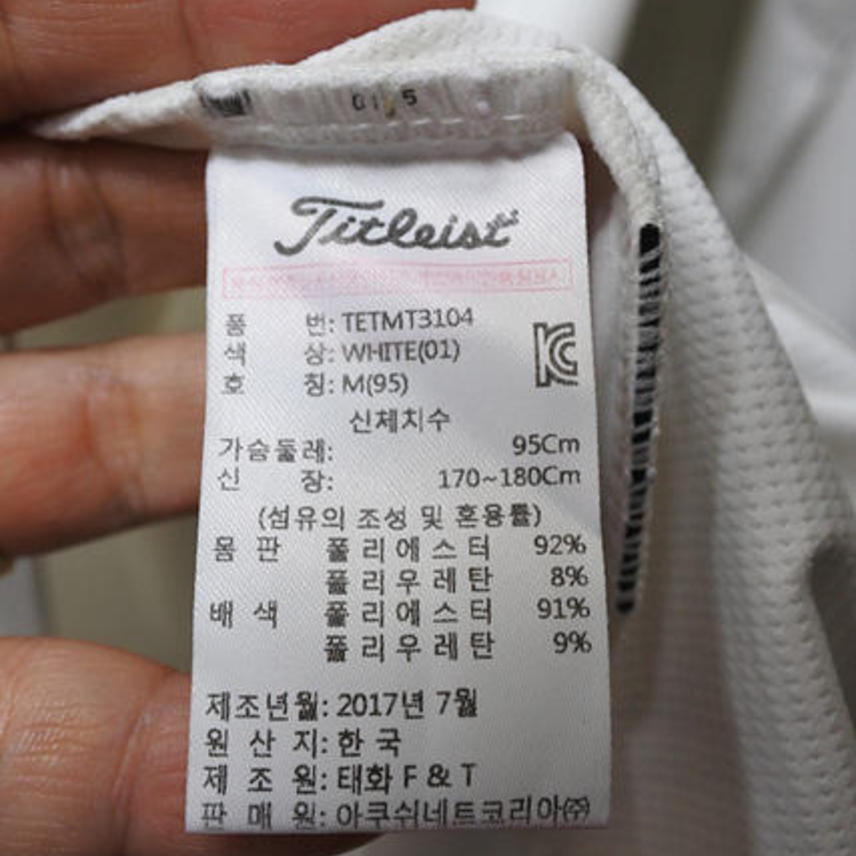 01 5
Titleist
품 번: TETMT3104
색 상: WHITE(01)
호 칭: M(95)
신체치수
가슴둘레: 95Cm
신 장: 170~180Cm
(섬유의 조성 및 혼용률)
몸 판 폴리에스터 92%
폴리우레탄 8%
배 색 폴리에스터 91%
폴리우레탄 9%
제조년월: 2017년 7월
원 산 지: 한 국
제 조 원: 태화 F & T
판 매 원: 아쿠쉬네트코리아㈜